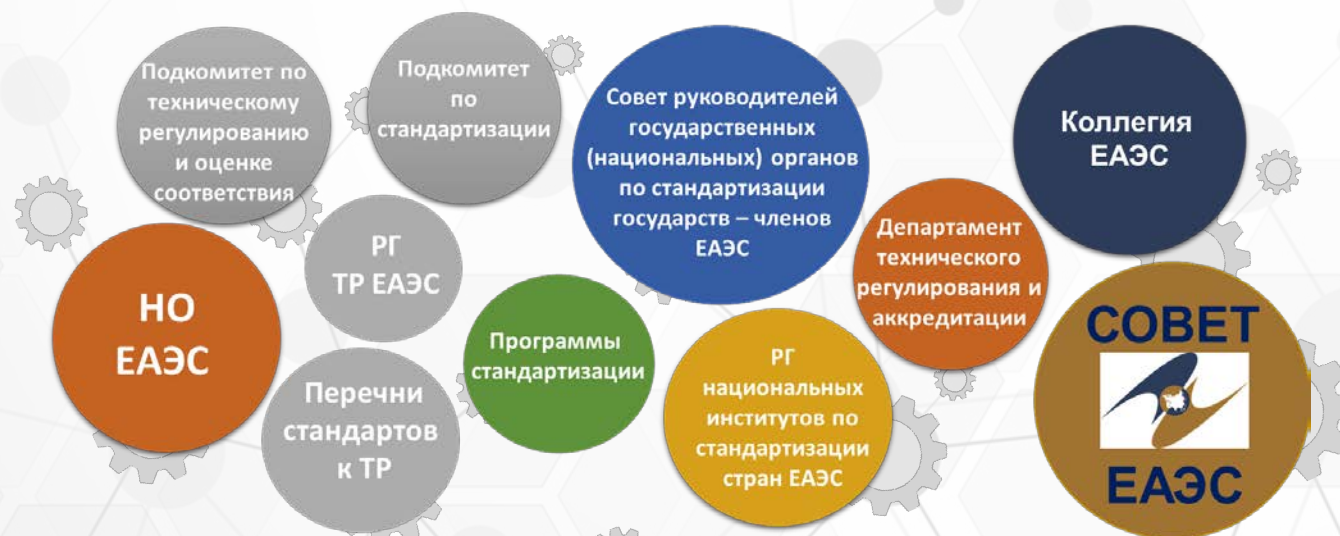 Подкомитет по
техническому
регулированию
и оценке
соответствия
Подкомитет
по
стандартизации
Совет руководителей
государственных
(национальных) органов
по стандартизации
государств – членов
ЕАЭС
Коллегия
ЕАЭС
НО
ЕАЭС
РГ
ТР ЕАЭС
Департамент
технического
регулирования и
аккредитации
Перечни
стандартов
к ТР
Программы
стандартизации
РГ
национальных
институтов по
стандартизации
стран ЕАЭС
СОВЕТ
ЕАЭС